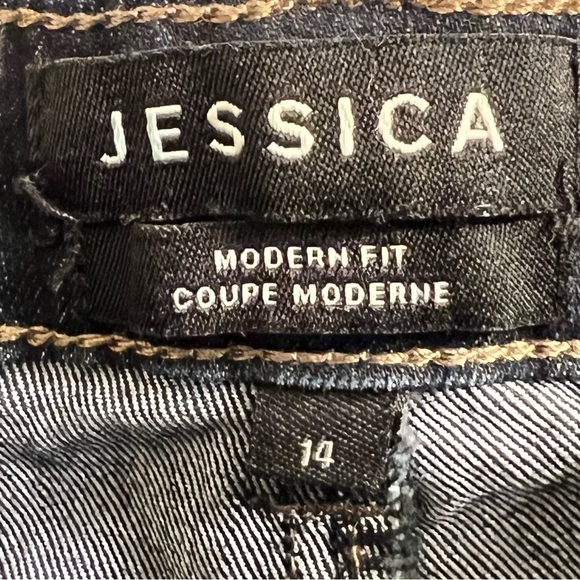 JESSICA
MODERN FIT
COUPE MODERNE
14